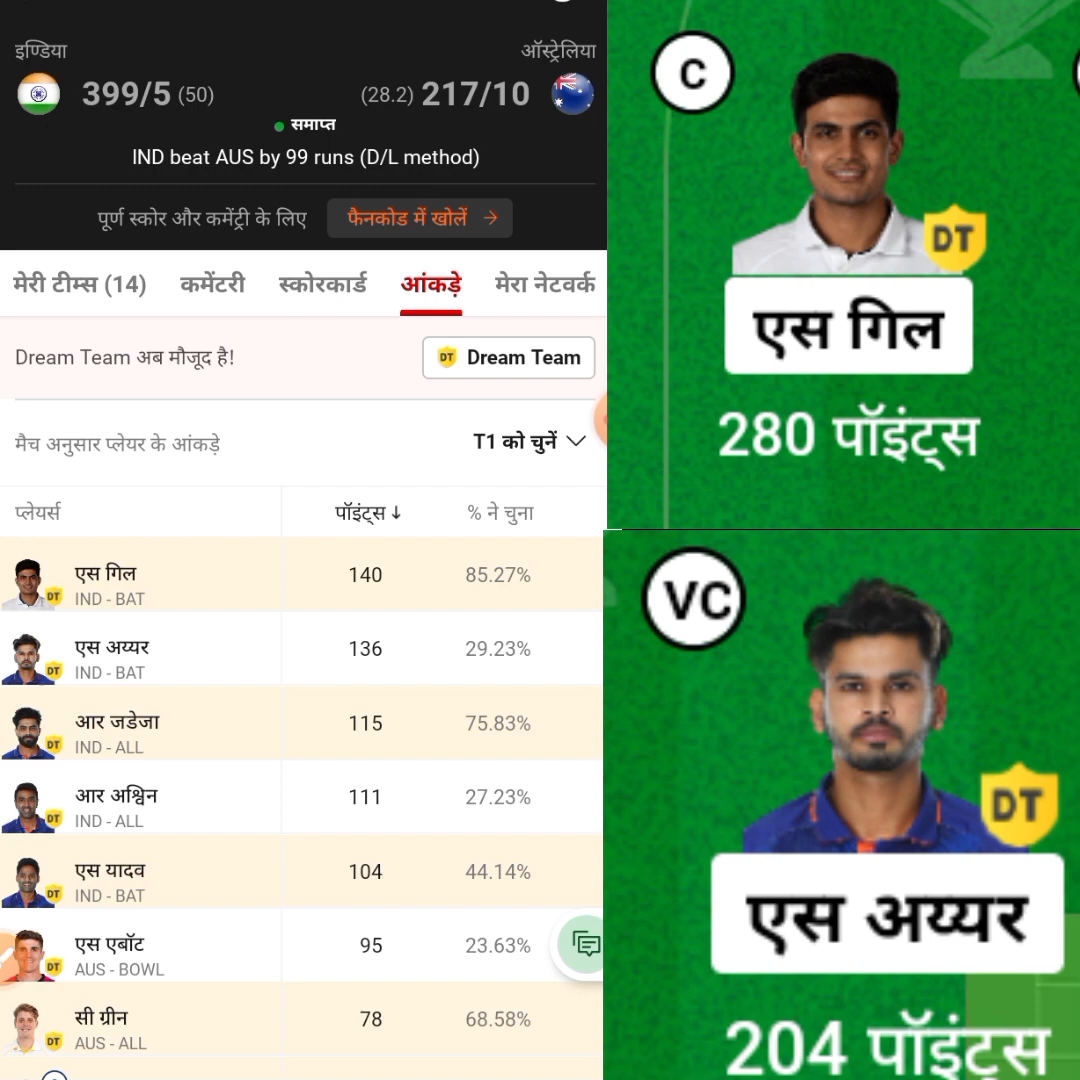 इण्डिया
ऑस्ट्रेलिया
399/5 (50)
(28.2) 217/10
समाप्त
IND beat AUS by 99 runs (D/L method)
पूर्ण स्कोर और कमेंट्री के लिए
फैनकोड में खोलें →
मेरी टीम्स (14)
कमेंटरी
स्कोरकार्ड
आंकड़े
मेरा नेटवर्क
Dream Team अब मौजूद है!
DT Dream Team
मैच अनुसार प्लेयर के आंकड़े
T1 को चुनें
प्लेयर्स
पॉइंट्स ↓
% ने चुना
एस गिल
DT IND - BAT
140
85.27%
एस अय्यर
DT IND - BAT
136
29.23%
आर जडेजा
DT IND - ALL
115
75.83%
आर अश्विन
DT IND - ALL
111
27.23%
एस यादव
DT IND - BAT
104
44.14%
एस एबॉट
DT AUS - BOWL
95
23.63%
सी ग्रीन
DT AUS - ALL
78
68.58%
C
DT
एस गिल
280 पॉइंट्स
VC
DT
एस अय्यर
204 पॉइंट्स